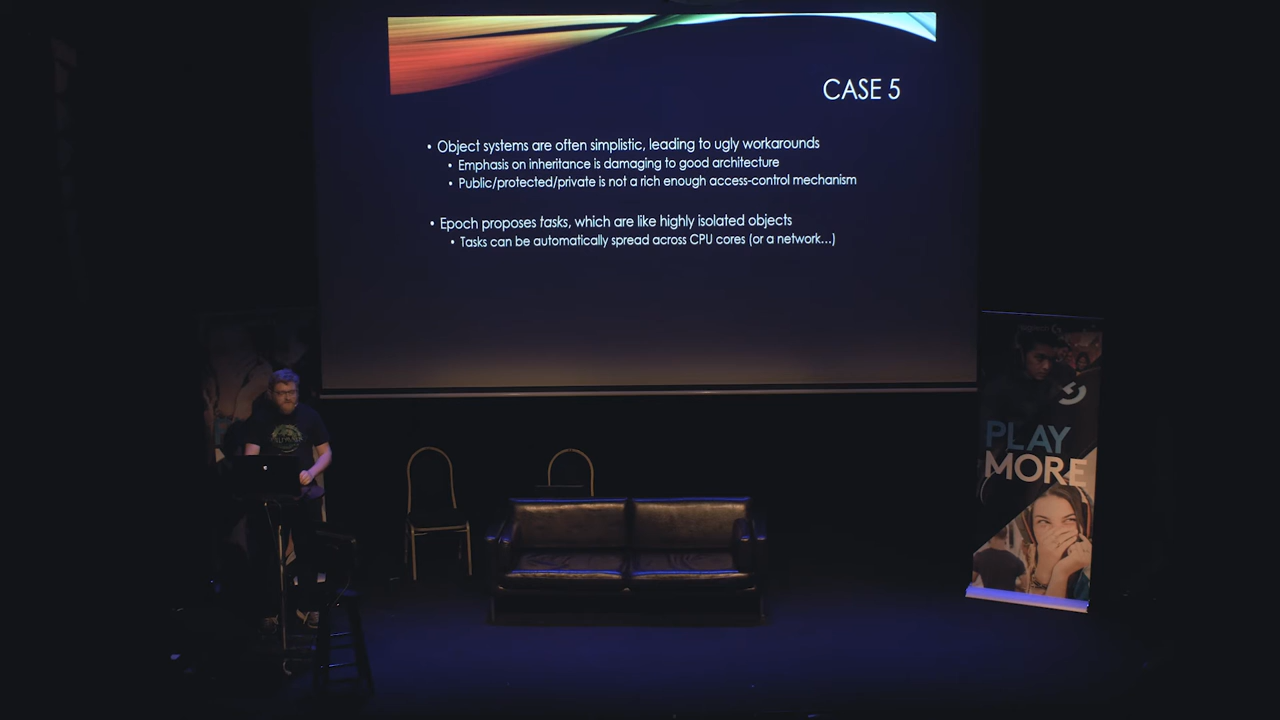 CASE 5
• Object systems are often simplistic, leading to ugly workarounds
• Emphasis on inheritance is damaging to good architecture
• Public/protected/private is not a rich enough access-control mechanism
• Epoch proposes tasks, which are like highly isolated objects
• Tasks can be automatically spread across CPU cores (or a network...)
PLAY
MORE